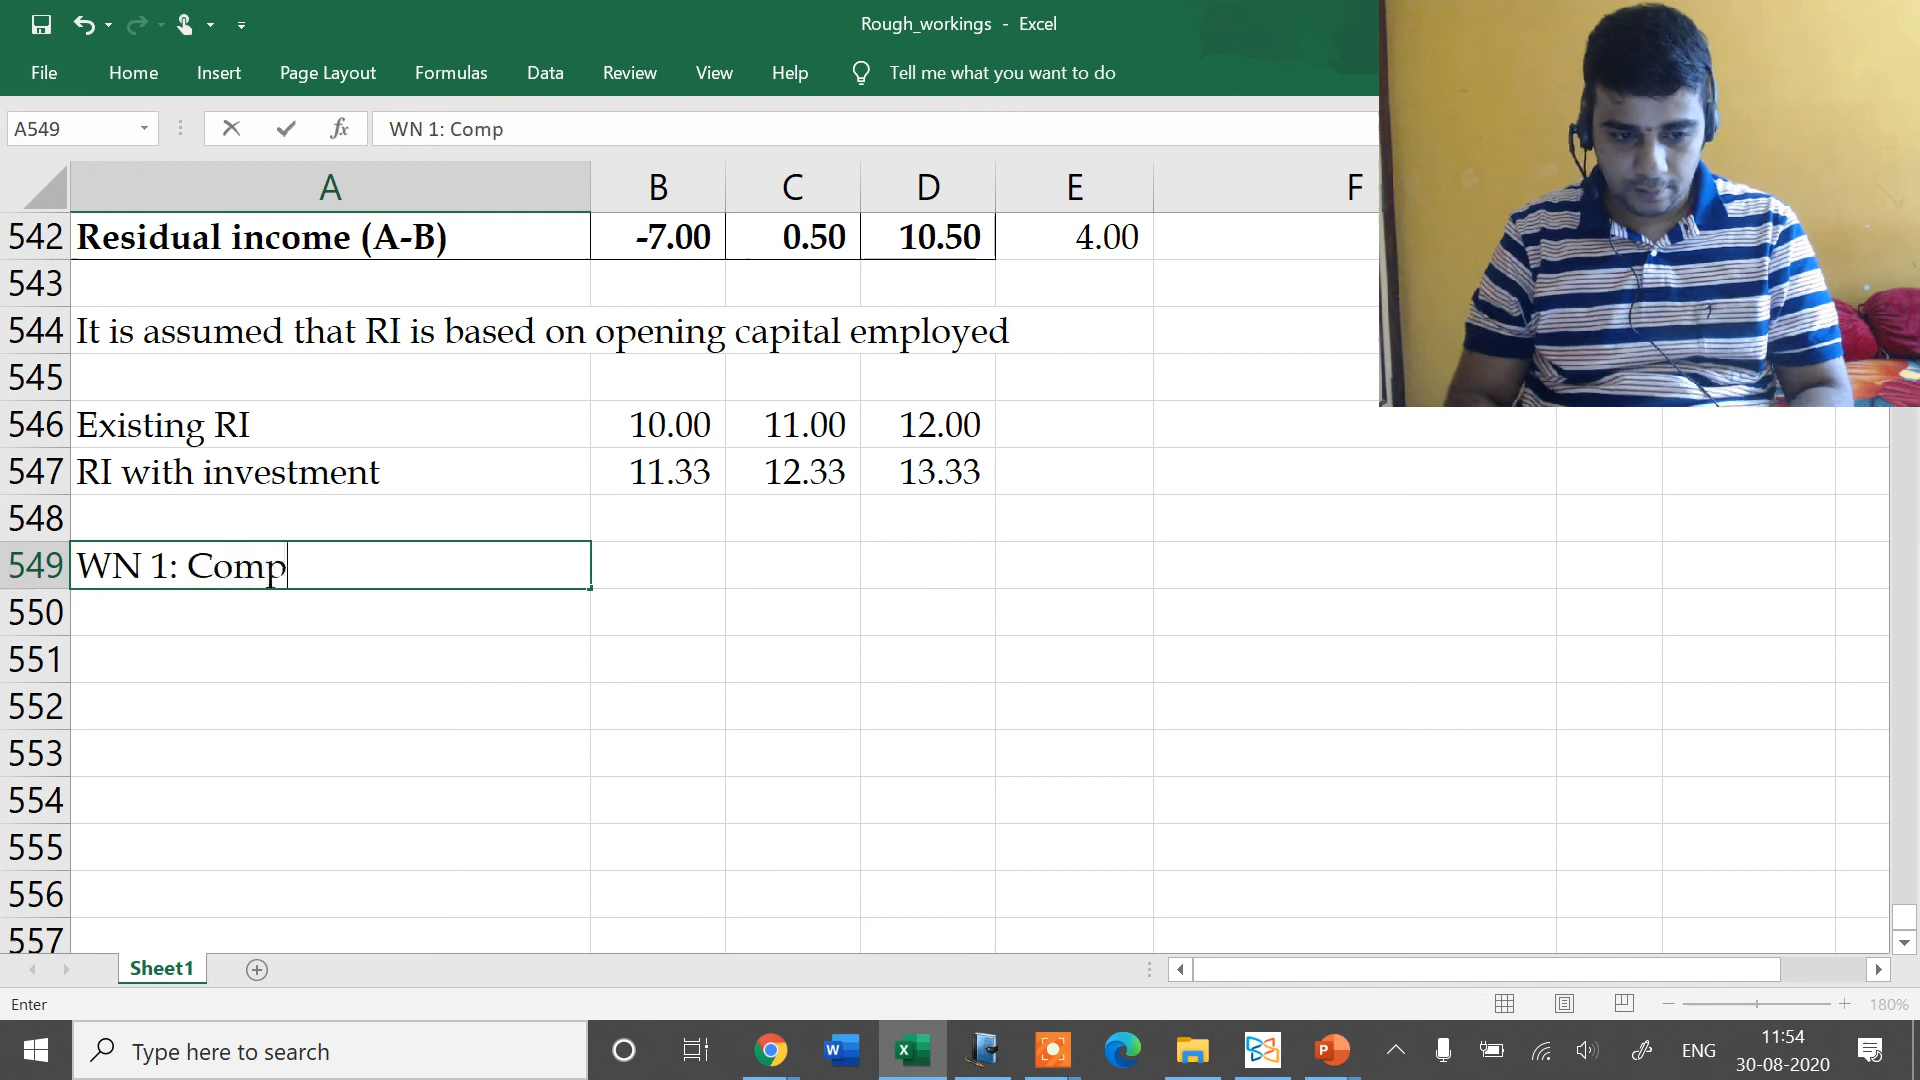 Rough_workings - Excel
File Home Insert Page Layout Formulas Data Review View Help Tell me what you want to do
A549 fx WN 1: Comp
A B C D E F
542 Residual income (A-B) -7.00 0.50 10.50 4.00
543
544 It is assumed that RI is based on opening capital employed
545
546 Existing RI 10.00 11.00 12.00
547 RI with investment 11.33 12.33 13.33
548
549 WN 1: Comp
550
551
552
553
554
555
556
557
Sheet1
Enter 180%
Type here to search ENG 11:54
30-08-2020